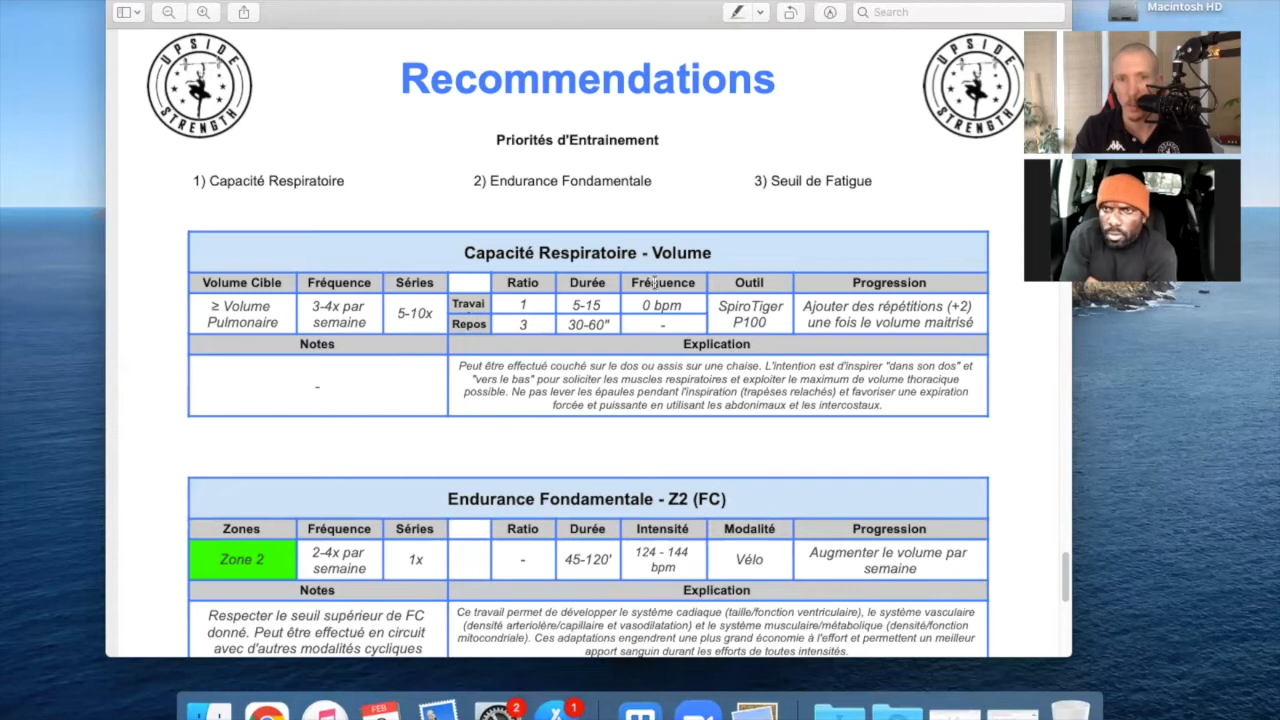 Search
Macintosh HD
UPSIDE STRENGTH
UPSIDE STRENGTH
Recommendations
Priorités d'Entrainement
1) Capacité Respiratoire
2) Endurance Fondamentale
3) Seuil de Fatigue
Capacité Respiratoire - Volume
Volume Cible Fréquence Séries Ratio Durée Fréquence Outil Progression
≥ Volume Pulmonaire 3-4x par semaine 5-10x Travai 1 5-15 0 bpm SpiroTiger P100 Ajouter des répétitions (+2) une fois le volume maitrisé
Repos 3 30-60" -
Notes Explication
-
Peut être effectué couché sur le dos ou assis sur une chaise. L'intention est d'inspirer "dans son dos" et
"vers le bas" pour soliciter les muscles respiratoires et exploiter le maximum de volume thoracique
possible. Ne pas lever les épaules pendant l'inspiration (trapèses relachés) et favoriser une expiration
forcée et puissante en utilisant les abdonimaux et les intercostaux.
Endurance Fondamentale - Z2 (FC)
Zones Fréquence Séries Ratio Durée Intensité Modalité Progression
Zone 2 2-4x par semaine 1x - 45-120' 124 - 144 bpm Vélo Augmenter le volume par semaine
Notes Explication
Respecter le seuil supérieur de FC
donné. Peut être effectué en circuit
avec d'autres modalités cycliques
Ce travail permet de développer le système cadiaque (taille/fonction ventriculaire), le système vasculaire
(densité arteriolére/capillaire et vasodilatation) et le système musculaire/métabolique (densité/fonction
mitocondriale). Ces adaptations engendrent une plus grand économie à l'effort et permettent un meilleur
apport sanguin durant les efforts de toutes intensités.
FEB
2
1